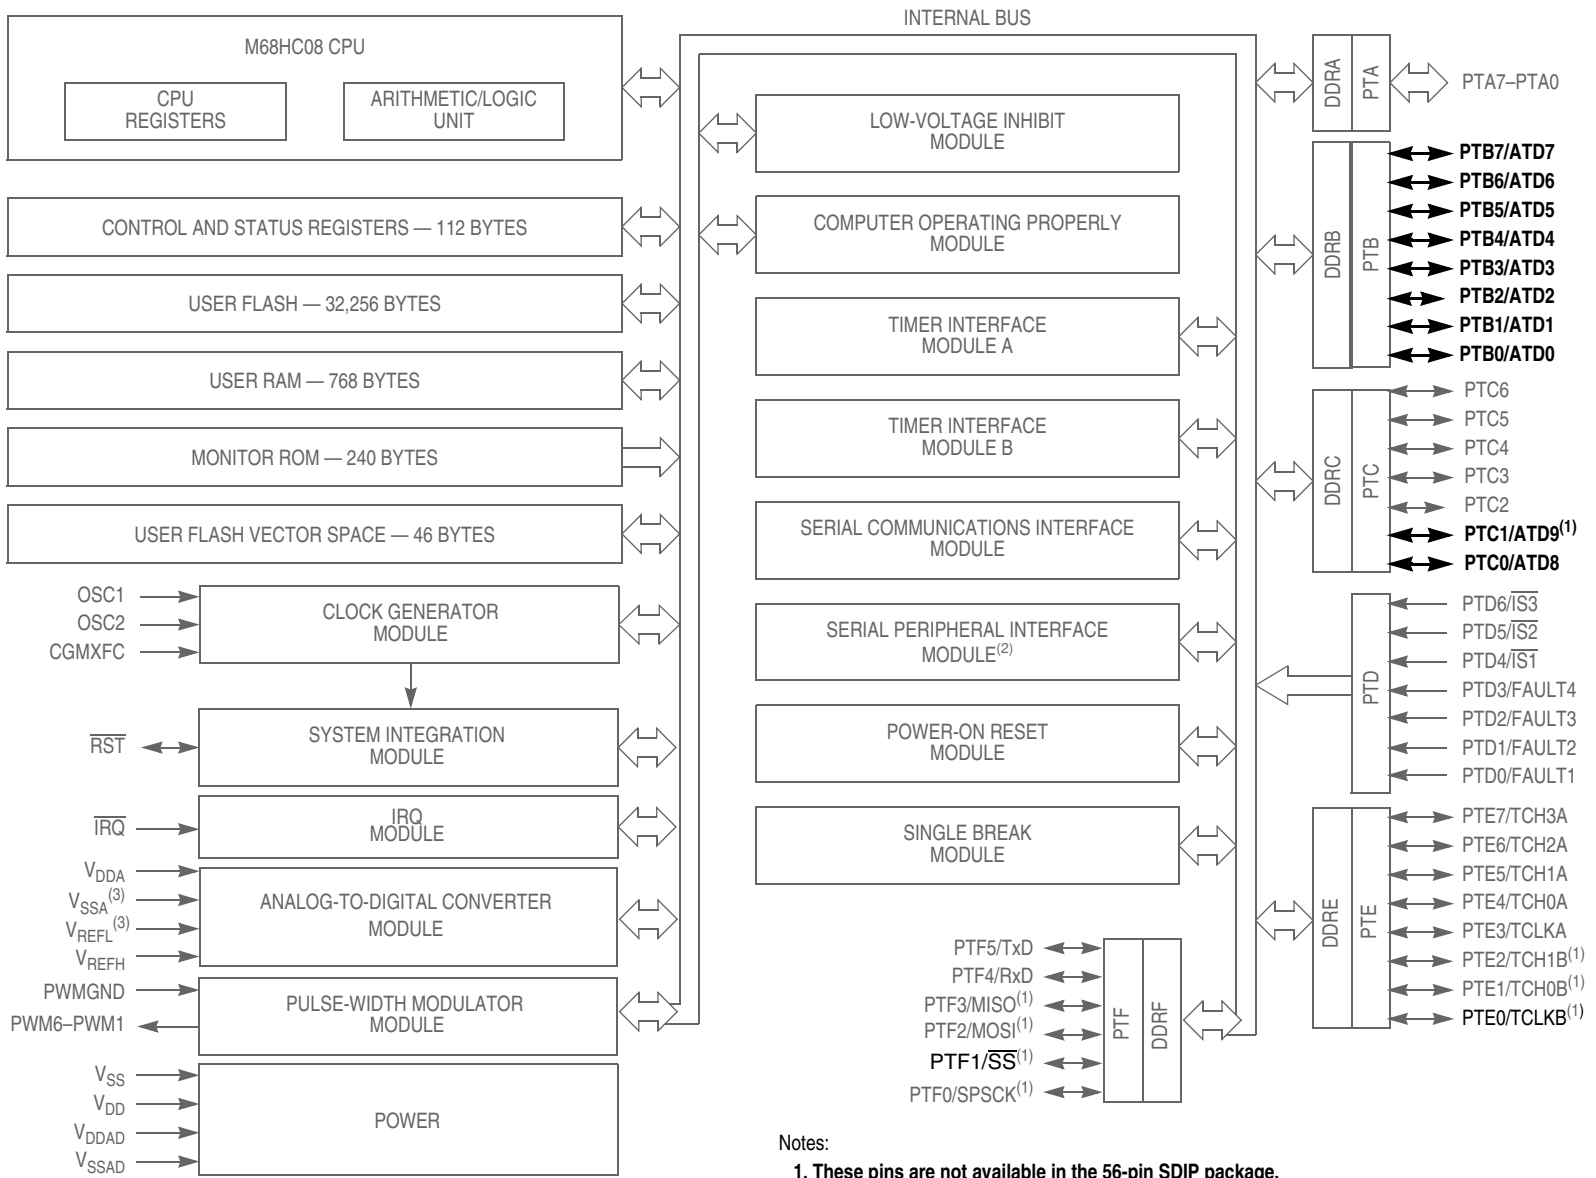 INTERNAL BUS
M68HC08 CPU
CPU
REGISTERS
ARITHMETIC/LOGIC
UNIT
CONTROL AND STATUS REGISTERS — 112 BYTES
USER FLASH — 32,256 BYTES
USER RAM — 768 BYTES
MONITOR ROM — 240 BYTES
USER FLASH VECTOR SPACE — 46 BYTES
OSC1
OSC2
CGMXFC
CLOCK GENERATOR
MODULE
RST
SYSTEM INTEGRATION
MODULE
IRQ
IRQ
MODULE
VDDA
VSSA(3)
VREFL(3)
VREFH
ANALOG-TO-DIGITAL CONVERTER
MODULE
PWMGND
PWM6–PWM1
PULSE-WIDTH MODULATOR
MODULE
VSS
VDD
VDDAD
VSSAD
POWER
LOW-VOLTAGE INHIBIT
MODULE
COMPUTER OPERATING PROPERLY
MODULE
TIMER INTERFACE
MODULE A
TIMER INTERFACE
MODULE B
SERIAL COMMUNICATIONS INTERFACE
MODULE
SERIAL PERIPHERAL INTERFACE
MODULE(2)
POWER-ON RESET
MODULE
SINGLE BREAK
MODULE
PTF5/TxD
PTF4/RxD
PTF3/MISO(1)
PTF2/MOSI(1)
PTF1/SS(1)
PTF0/SPSCK(1)
PTF
DDRF
DDRA
PTA
PTA7–PTA0
DDRB
PTB
PTB7/ATD7
PTB6/ATD6
PTB5/ATD5
PTB4/ATD4
PTB3/ATD3
PTB2/ATD2
PTB1/ATD1
PTB0/ATD0
DDRC
PTC
PTC6
PTC5
PTC4
PTC3
PTC2
PTC1/ATD9(1)
PTC0/ATD8
PTD
PTD6/IS3
PTD5/IS2
PTD4/IS1
PTD3/FAULT4
PTD2/FAULT3
PTD1/FAULT2
PTD0/FAULT1
DDRE
PTE
PTE7/TCH3A
PTE6/TCH2A
PTE5/TCH1A
PTE4/TCH0A
PTE3/TCLKA
PTE2/TCH1B(1)
PTE1/TCH0B(1)
PTE0/TCLKB(1)
Notes:
1. These pins are not available in the 56-pin SDIP package.